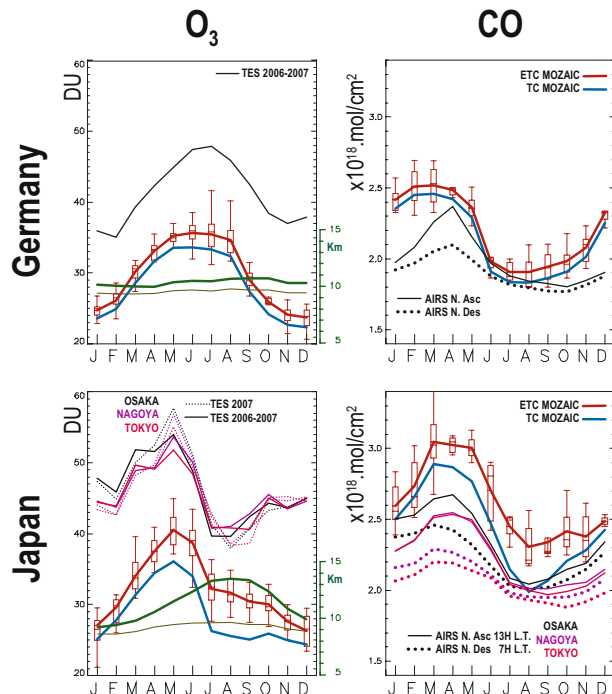 O3
CO
Germany
DU
60
50
40
30
20
TES 2006-2007
15
Km
10
5
J F M A M J J A S O N D
x10^18.mol/cm²
3.0
2.5
2.0
1.5
ETC MOZAIC
TC MOZAIC
AIRS N. Asc
AIRS N. Des
J F M A M J J A S O N D
Japan
DU
60
50
40
30
20
OSAKA
NAGOYA
TOKYO
TES 2007
TES 2006-2007
15
Km
10
5
J F M A M J J A S O N D
x10^18.mol/cm²
3.0
2.5
2.0
1.5
ETC MOZAIC
TC MOZAIC
AIRS N. Asc 13H L.T.
AIRS N. Des 7H L.T.
OSAKA
NAGOYA
TOKYO
J F M A M J J A S O N D